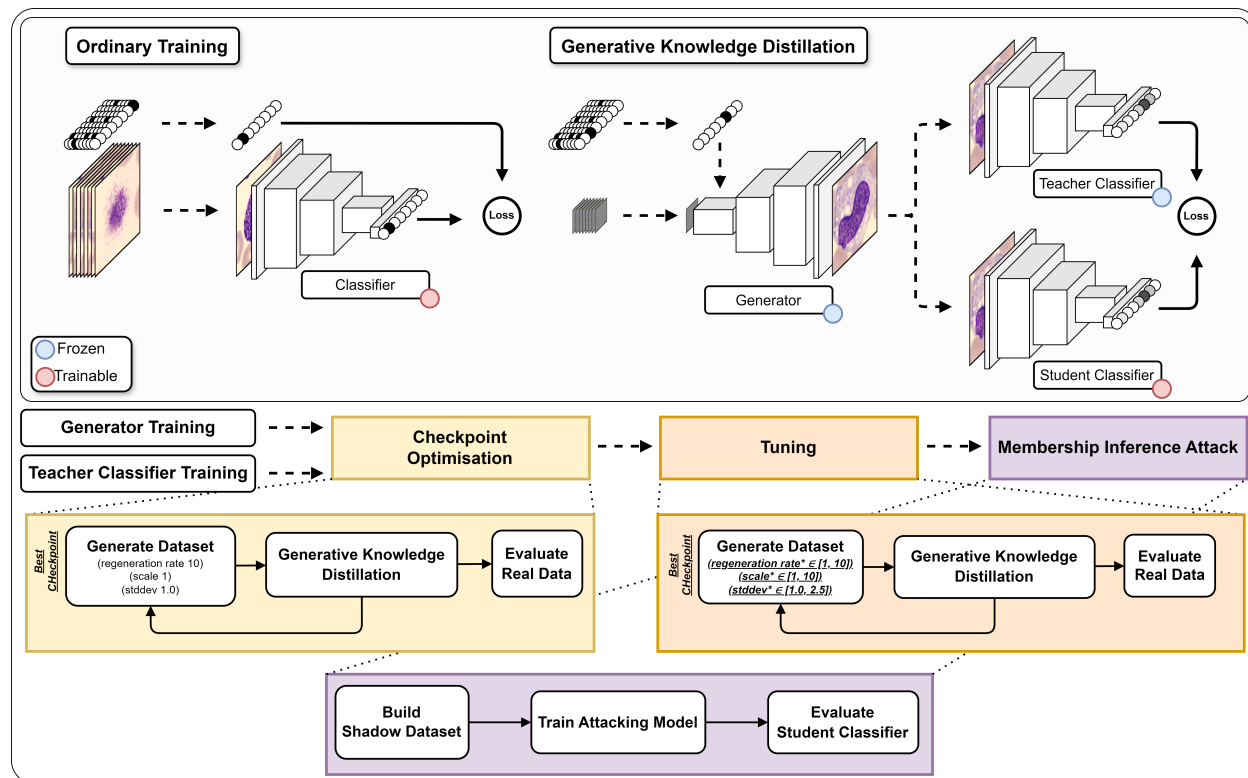 Ordinary Training
Generative Knowledge Distillation
Loss
Classifier
Generator
Teacher Classifier
Loss
Student Classifier
Frozen
Trainable
Generator Training
Teacher Classifier Training
Checkpoint
Optimisation
Tuning
Membership Inference Attack
Best
CHeckpoint
Generate Dataset
(regeneration rate 10)
(scale 1)
(stddev 1.0)
Generative Knowledge
Distillation
Evaluate
Real Data
Best
CHeckpoint
Generate Dataset
(regeneration rate* ∈ [1, 10])
(scale* ∈ [1, 10])
(stddev* ∈ [1.0, 2.5])
Generative Knowledge
Distillation
Evaluate
Real Data
Build
Shadow Dataset
Train Attacking Model
Evaluate
Student Classifier